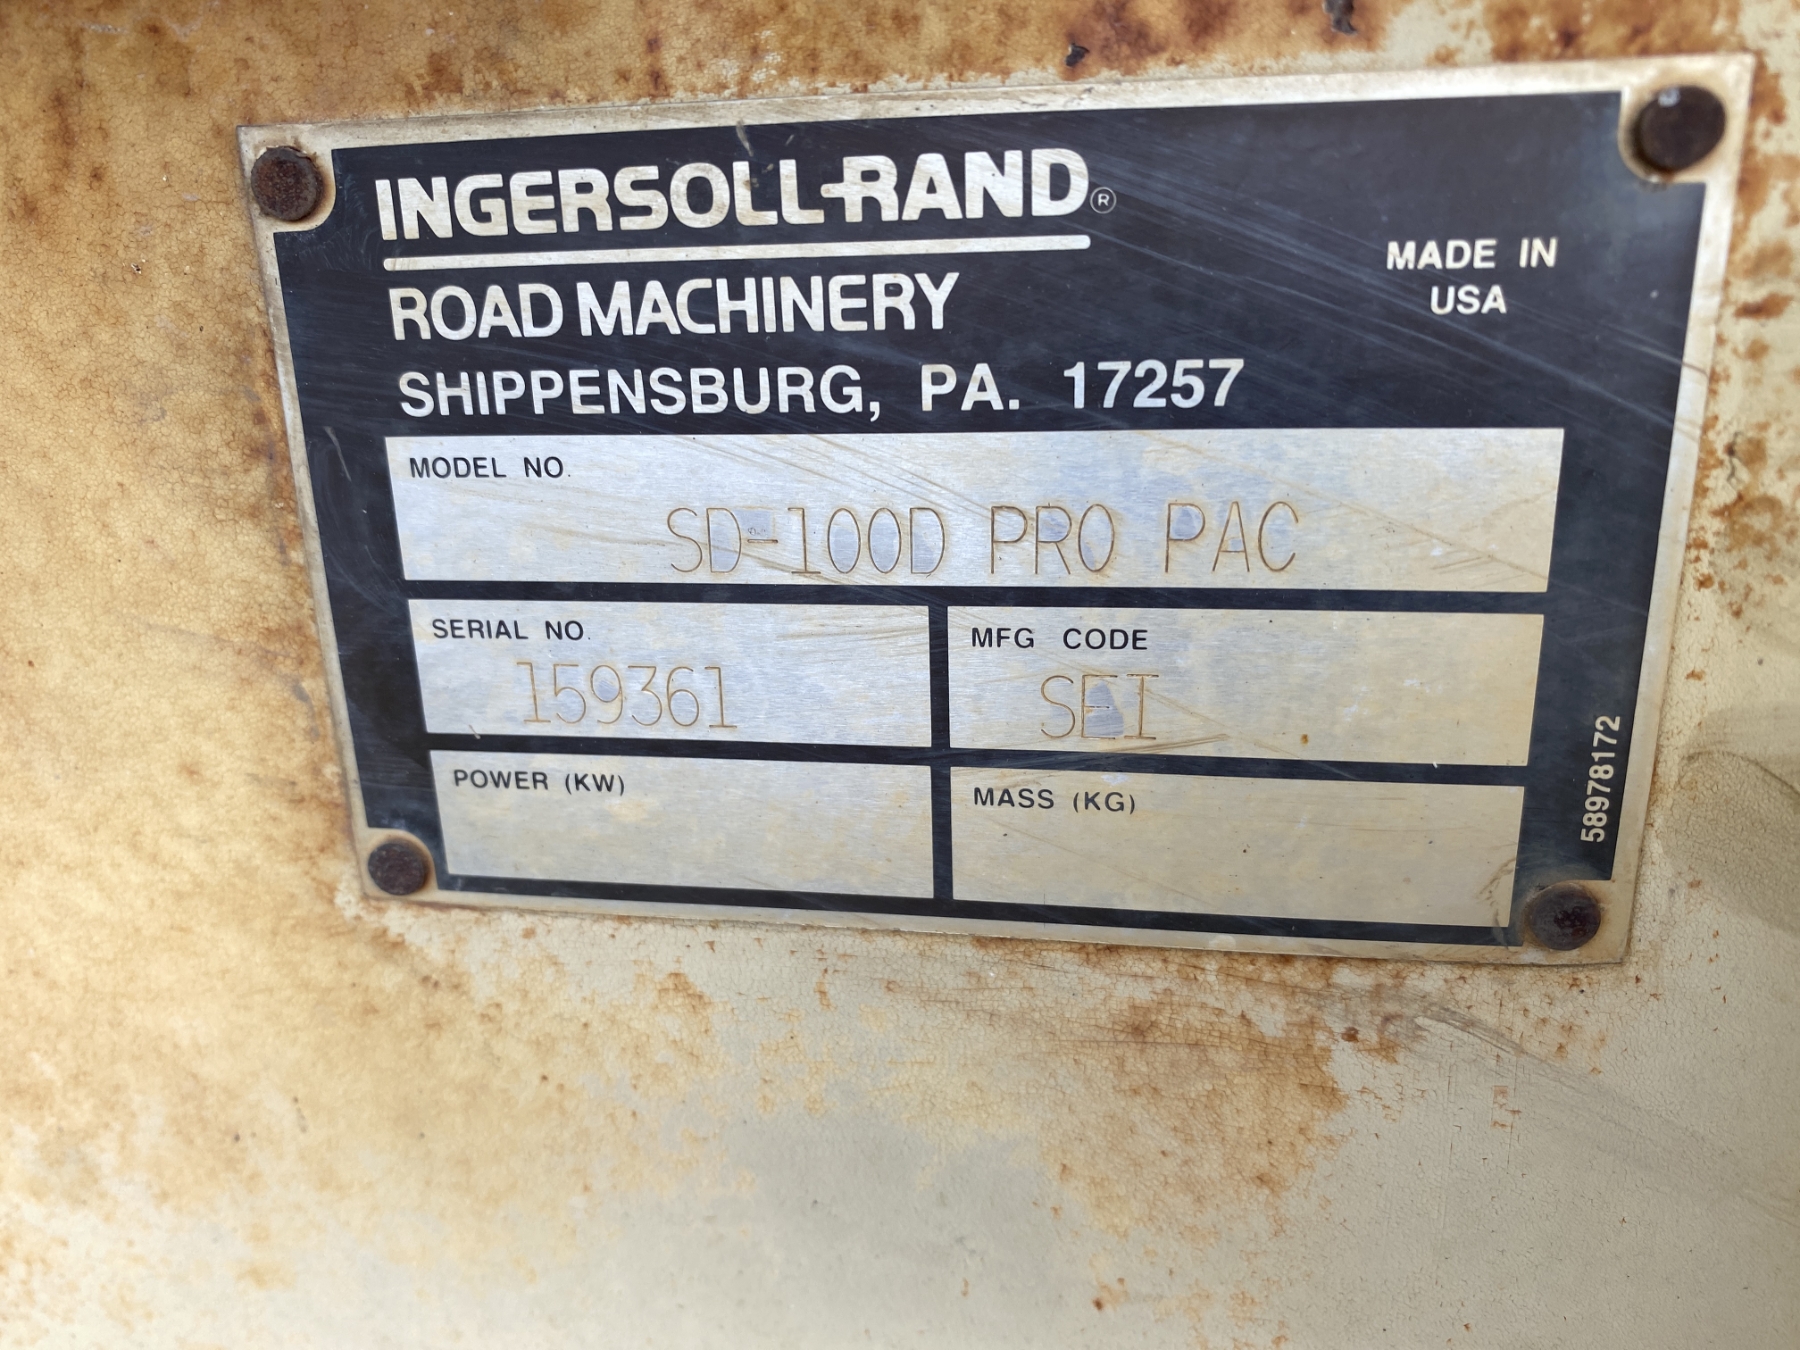 INGERSOLL-RAND®
ROAD MACHINERY
SHIPPENSBURG, PA. 17257
MADE IN
USA
MODEL NO.
SD-100D PRO PAC
SERIAL NO.
159361
MFG CODE
SEI
POWER (KW)
MASS (KG)
58978172